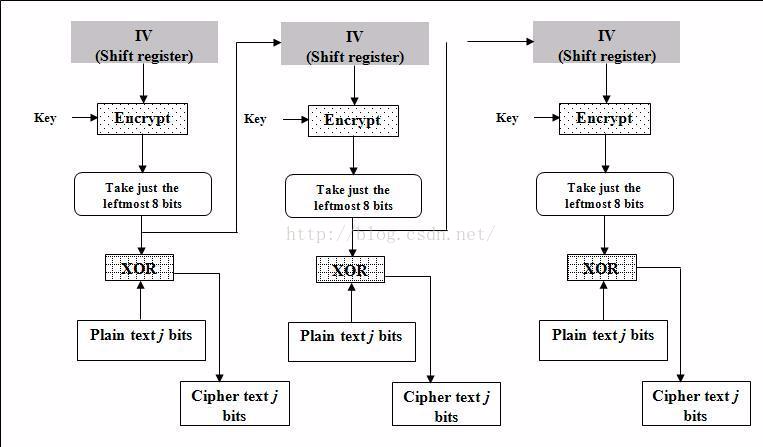 IV
(Shift register)
IV
(Shift register)
IV
(Shift register)
Key
Encrypt
Key
Encrypt
Key
Encrypt
Take just the
leftmost 8 bits
Take just the
leftmost 8 bits
Take just the
leftmost 8 bits
http://blog.csdn.net/
XOR
XOR
XOR
Plain text j bits
Plain text j bits
Plain text j bits
Cipher text j
bits
Cipher text j
bits
Cipher text j
bits